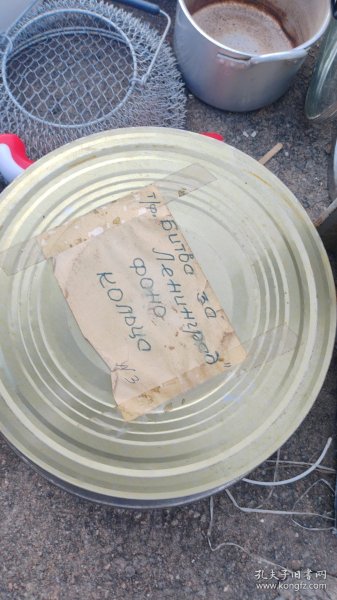 т/ф "Битва
за
Ленинград"
фоно
кольцо
孔夫子旧书网
www.kongfz.com